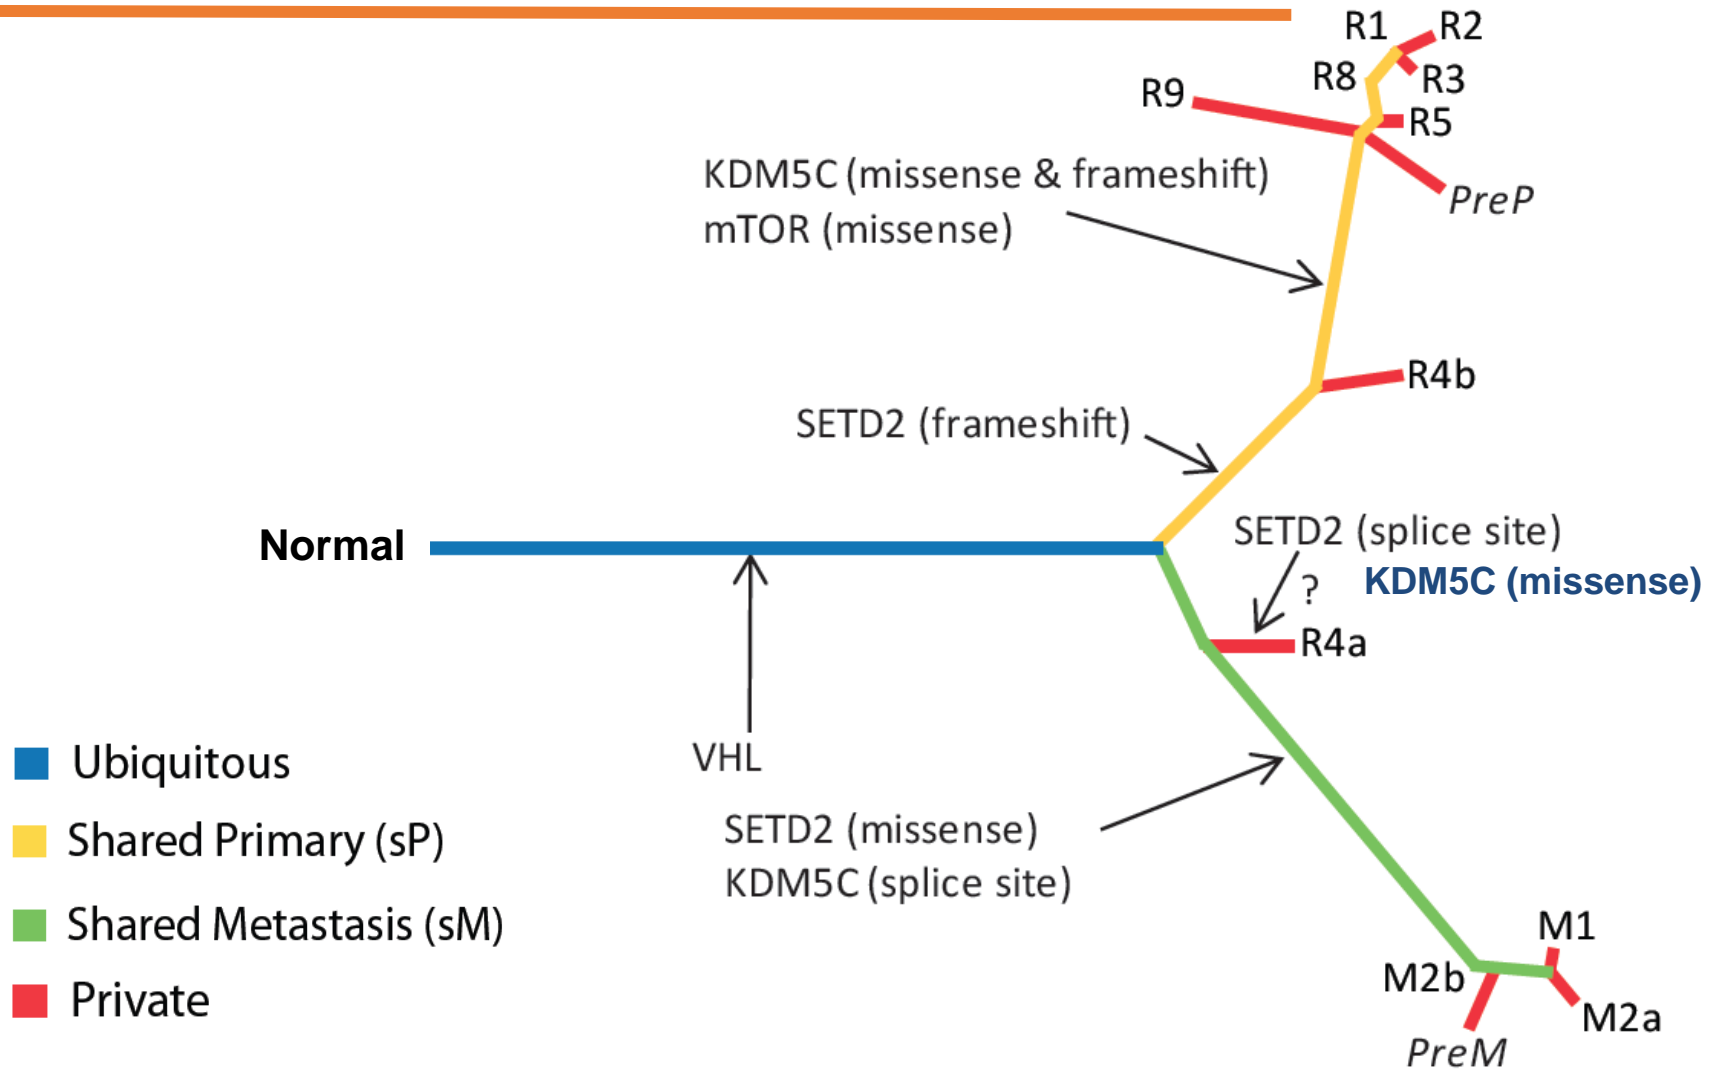 R1
R2
R8
R3
R9
R5
KDM5C (missense & frameshift)
PreP
mTOR (missense)
R4b
SETD2 (frameshift)
SETD2 (splice site)
Normal
? KDM5C (missense)
R4a
VHL
Ubiquitous
SETD2 (missense)
Shared Primary (sP)
KDM5C (splice site)
Shared Metastasis (sM)
M1
M2b
Private
M2a
PreM